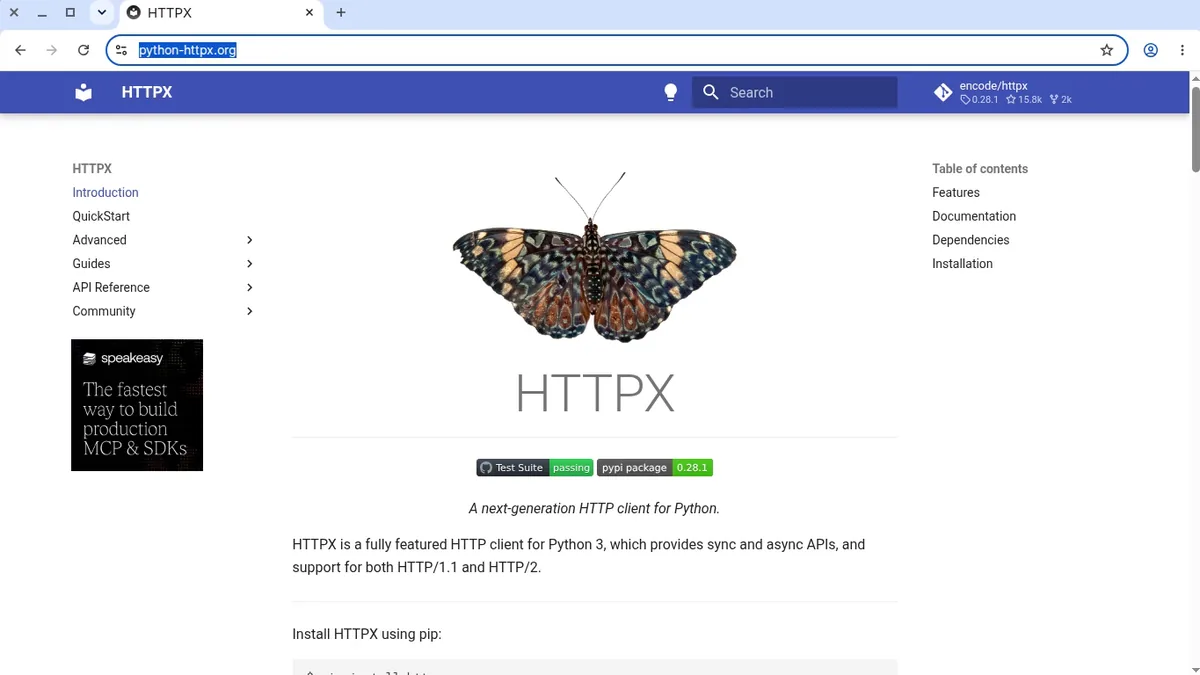 HTTPX
python-httpx.org
HTTPX
Search
encode/httpx
0.28.1 15.8k 2k
HTTPX
Introduction
QuickStart
Advanced
Guides
API Reference
Community
speakeasy
The fastest
way to build
production
MCP & SDKs
HTTPX
Test Suite passing pypi package 0.28.1
A next-generation HTTP client for Python.
HTTPX is a fully featured HTTP client for Python 3, which provides sync and async APIs, and
support for both HTTP/1.1 and HTTP/2.
Install HTTPX using pip:
Table of contents
Features
Documentation
Dependencies
Installation